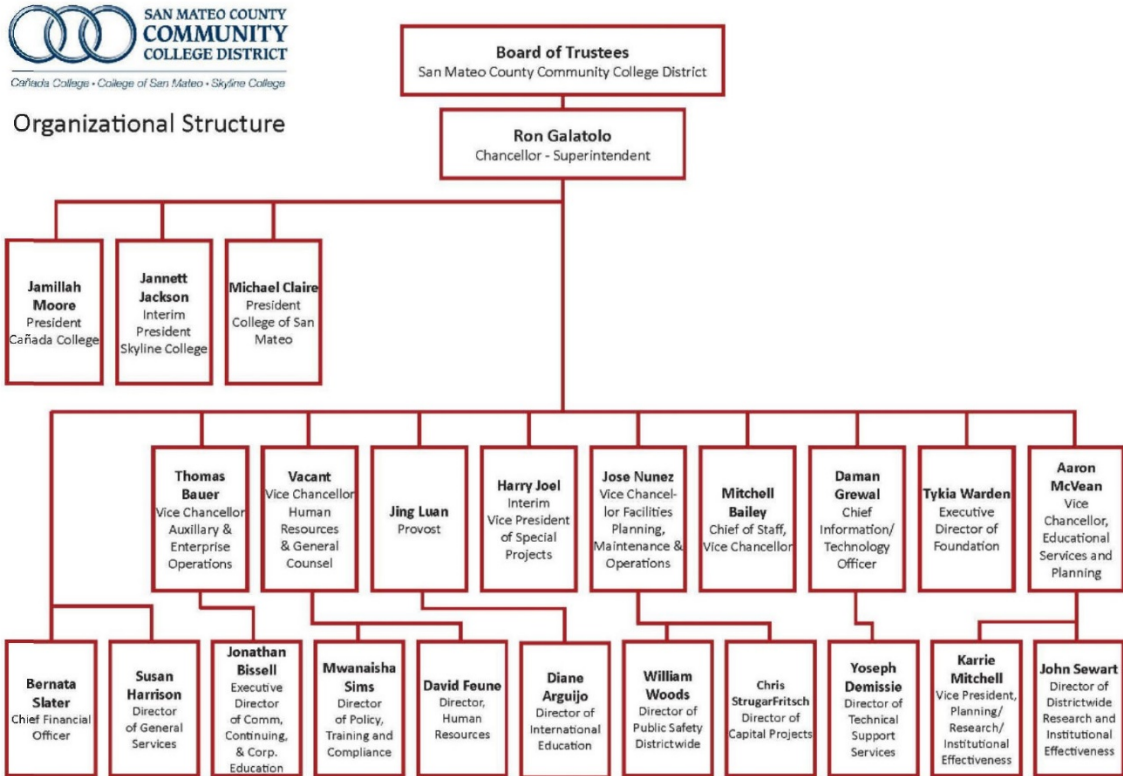 SAN MATEO COUNTY
COMMUNITY
COLLEGE DISTRICT
Cañada College • College of San Mateo • Skyline College
Organizational Structure
Board of Trustees
San Mateo County Community College District
Ron Galatolo
Chancellor - Superintendent
Jamillah
Moore
President
Cañada College
Jannett
Jackson
Interim
President
Skyline College
Michael Claire
President
College of San
Mateo
Thomas
Bauer
Vice Chancellor
Auxillary &
Enterprise
Operations
Vacant
Vice Chancellor
Human
Resources
& General
Counsel
Jing Luan
Provost
Harry Joel
Interim
Vice President
of Special
Projects
Jose Nunez
Vice Chancel-
lor Facilities
Planning,
Maintenance &
Operations
Mitchell
Bailey
Chief of Staff,
Vice Chancellor
Daman
Grewal
Chief
Information/
Technology
Officer
Tykia Warden
Executive
Director of
Foundation
Aaron
McVean
Vice
Chancellor,
Educational
Services and
Planning
Bernata
Slater
Chief Financial
Officer
Susan
Harrison
Director
of General
Services
Jonathan
Bissell
Executive
Director
of Comm,
Continuing,
& Corp.
Education
Mwanaisha
Sims
Director
of Policy,
Training and
Compliance
David Feune
Director,
Human
Resources
Diane
Arguijo
Director of
International
Education
William
Woods
Director of
Public Safety
Districtwide
Chris
StrugarFritsch
Director of
Capital Projects
Yoseph
Demissie
Director of
Technical
Support
Services
Karrie
Mitchell
Vice President,
Planning/
Research/
Institutional
Effectiveness
John Sewart
Director of
Districtwide
Research and
Institutional
Effectiveness